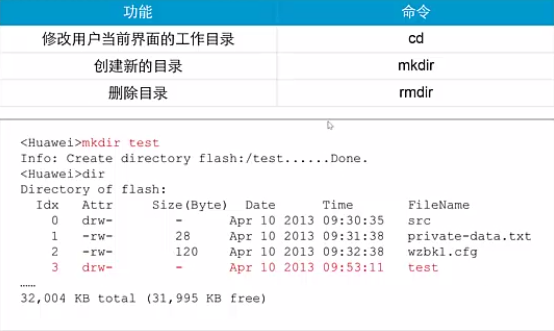 功能 命令
修改用户当前界面的工作目录 cd
创建新的目录 mkdir
删除目录 rmdir
<Huawei>mkdir test
Info: Create directory flash:/test......Done.
<Huawei>dir
Directory of flash:
Idx Attr Size(Byte) Date Time FileName
0 drw- - Apr 10 2013 09:30:35 src
1 -rw- 28 Apr 10 2013 09:31:38 private-data.txt
2 -rw- 120 Apr 10 2013 09:32:38 wzbkl.cfg
3 drw- - Apr 10 2013 09:53:11 test
……
32,004 KB total (31,995 KB free)